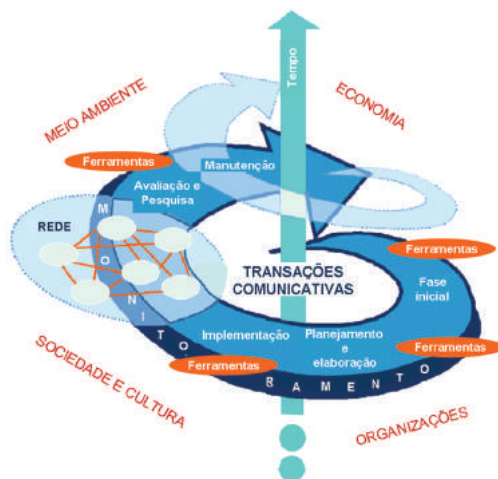 Tempo
MEIO AMBIENTE
ECONOMIA
Ferramentas
Manutenção
Avaliação e
Pesquisa
REDE
Ferramentas
TRANSAÇÕES
COMUNICATIVAS
Fase
inicial
Implementação
Planejamento
e
elaboração
Ferramentas
Ferramentas
MONITORAMENTO
SOCIEDADE E CULTURA
ORGANIZAÇÕES